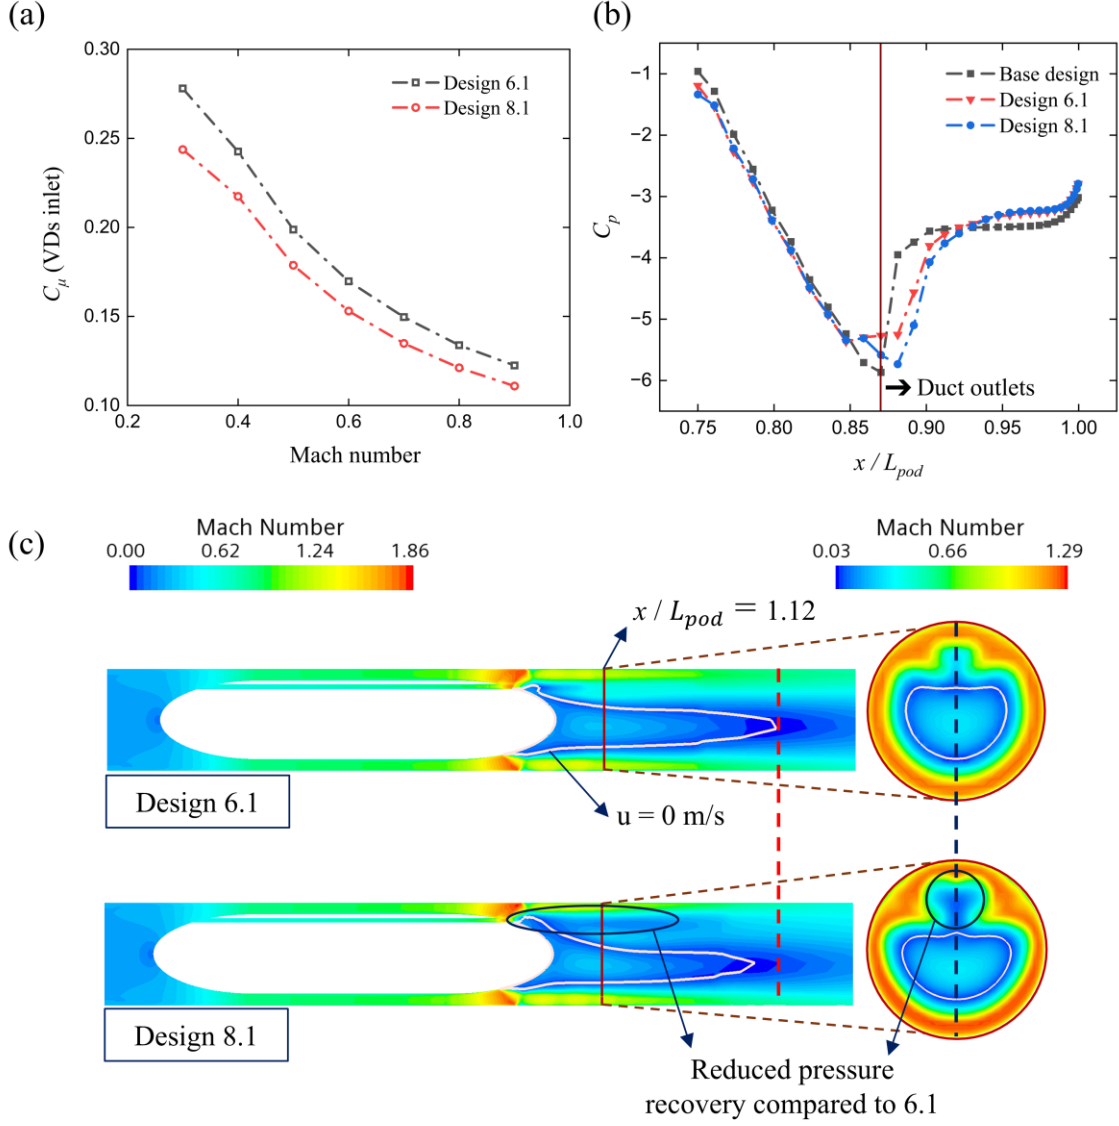 (a)
0.30
0.25
0.20
0.15
0.10
0.2 0.4 0.6 0.8 1.0
C_μ (VDs inlet)
Mach number
Design 6.1
Design 8.1
(b)
−1
−2
−3
−4
−5
−6
0.75 0.80 0.85 0.90 0.95 1.00
C_p
x / L_pod
Base design
Design 6.1
Design 8.1
Duct outlets
(c)
Mach Number
0.00 0.62 1.24 1.86
Mach Number
0.03 0.66 1.29
x / L_pod = 1.12
Design 6.1
u = 0 m/s
Design 8.1
Reduced pressure
recovery compared to 6.1